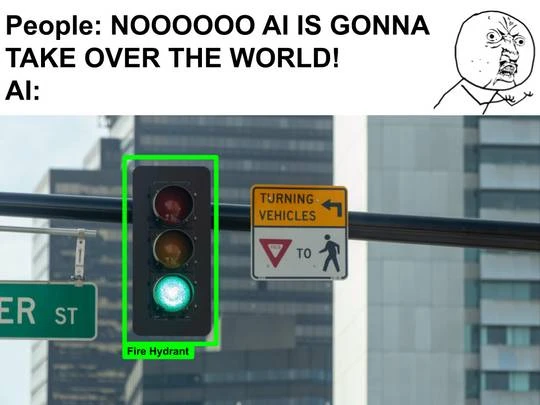 People: NOOOOOO AI IS GONNA
TAKE OVER THE WORLD!
AI:
TURNING
VEHICLES
TO
ER ST
Fire Hydrant